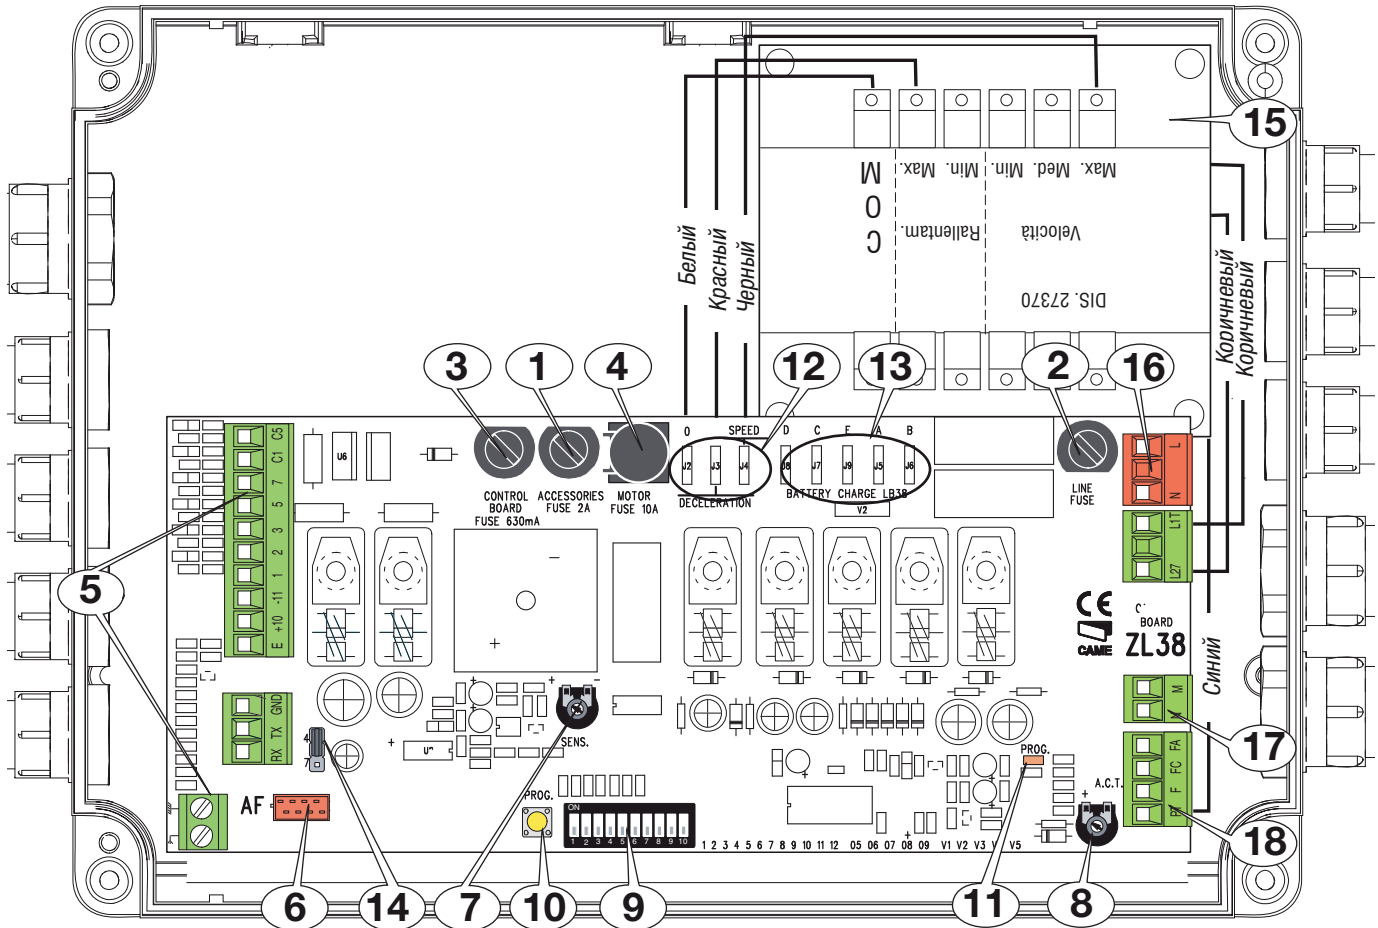 15
M
O
C
Max.
Min.
Rallentam.
Min.
Med.
Max.
Velocità
DIS. 27370
Белый
Красный
Черный
Коричневый
Коричневый
3
1
4
12
13
2
16
O
SPEED
D
C
E
A
B
J2
J3
J4
J8
J7
J9
J5
J6
DECELERATION
BATTERY CHARGE LB38
V2
CONTROL
BOARD
FUSE 630mA
ACCESSORIES
FUSE 2A
MOTOR
FUSE 10A
LINE
FUSE
U6
C5
C1
7
5
3
2
1
-11
+10
E
L
N
L1T
L27
5
CE
CAME
BOARD
ZL38
Синий
GND
TX
RX
4
7
AF
SENS.
+
-
PROG.
ON
1 2 3 4 5 6 7 8 9 10
1 2 3 4 5 6 7 8 9 10 11 12
05 06 07 08 09
V1 V2 V3 V5
PROG.
A.C.T.
M
FA
FC
F
17
18
6
14
7
10
9
11
8